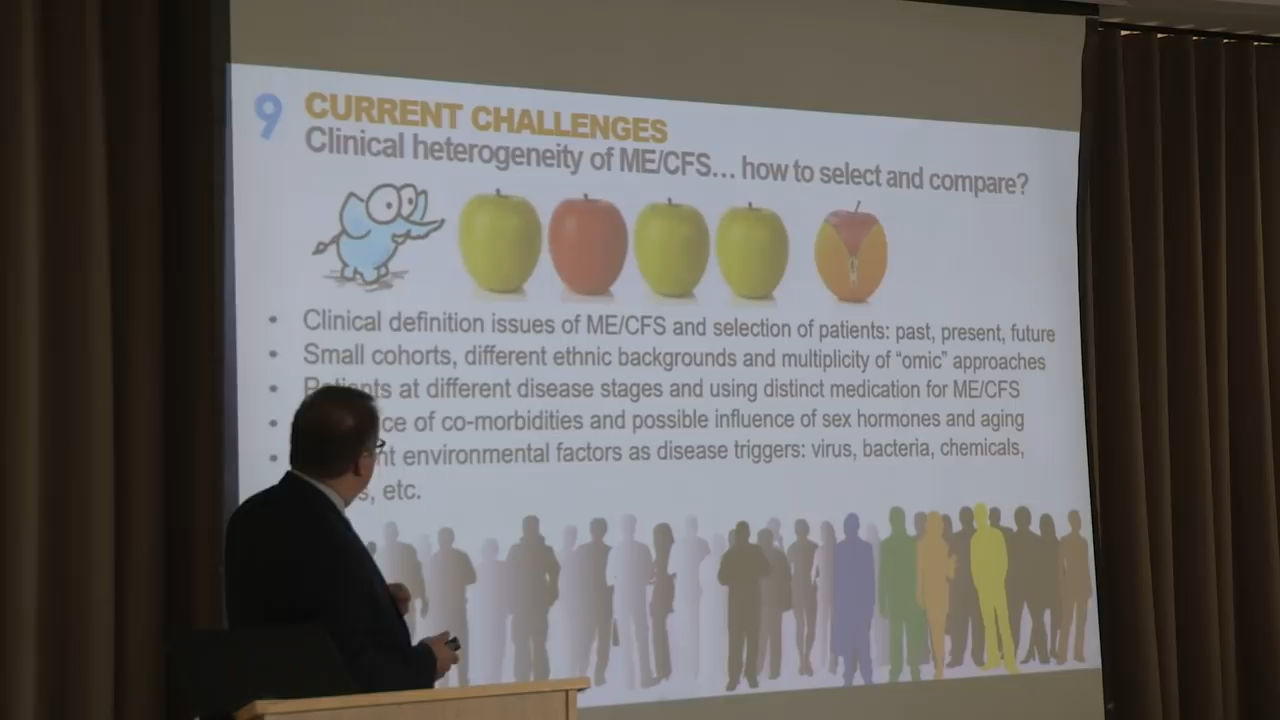 9 CURRENT CHALLENGES
Clinical heterogeneity of ME/CFS... how to select and compare?
• Clinical definition issues of ME/CFS and selection of patients: past, present, future
• Small cohorts, different ethnic backgrounds and multiplicity of “omic” approaches
• Patients at different disease stages and using distinct medication for ME/CFS
• of co-morbidities and possible influence of sex hormones and aging
• environmental factors as disease triggers: virus, bacteria, chemicals,
etc.